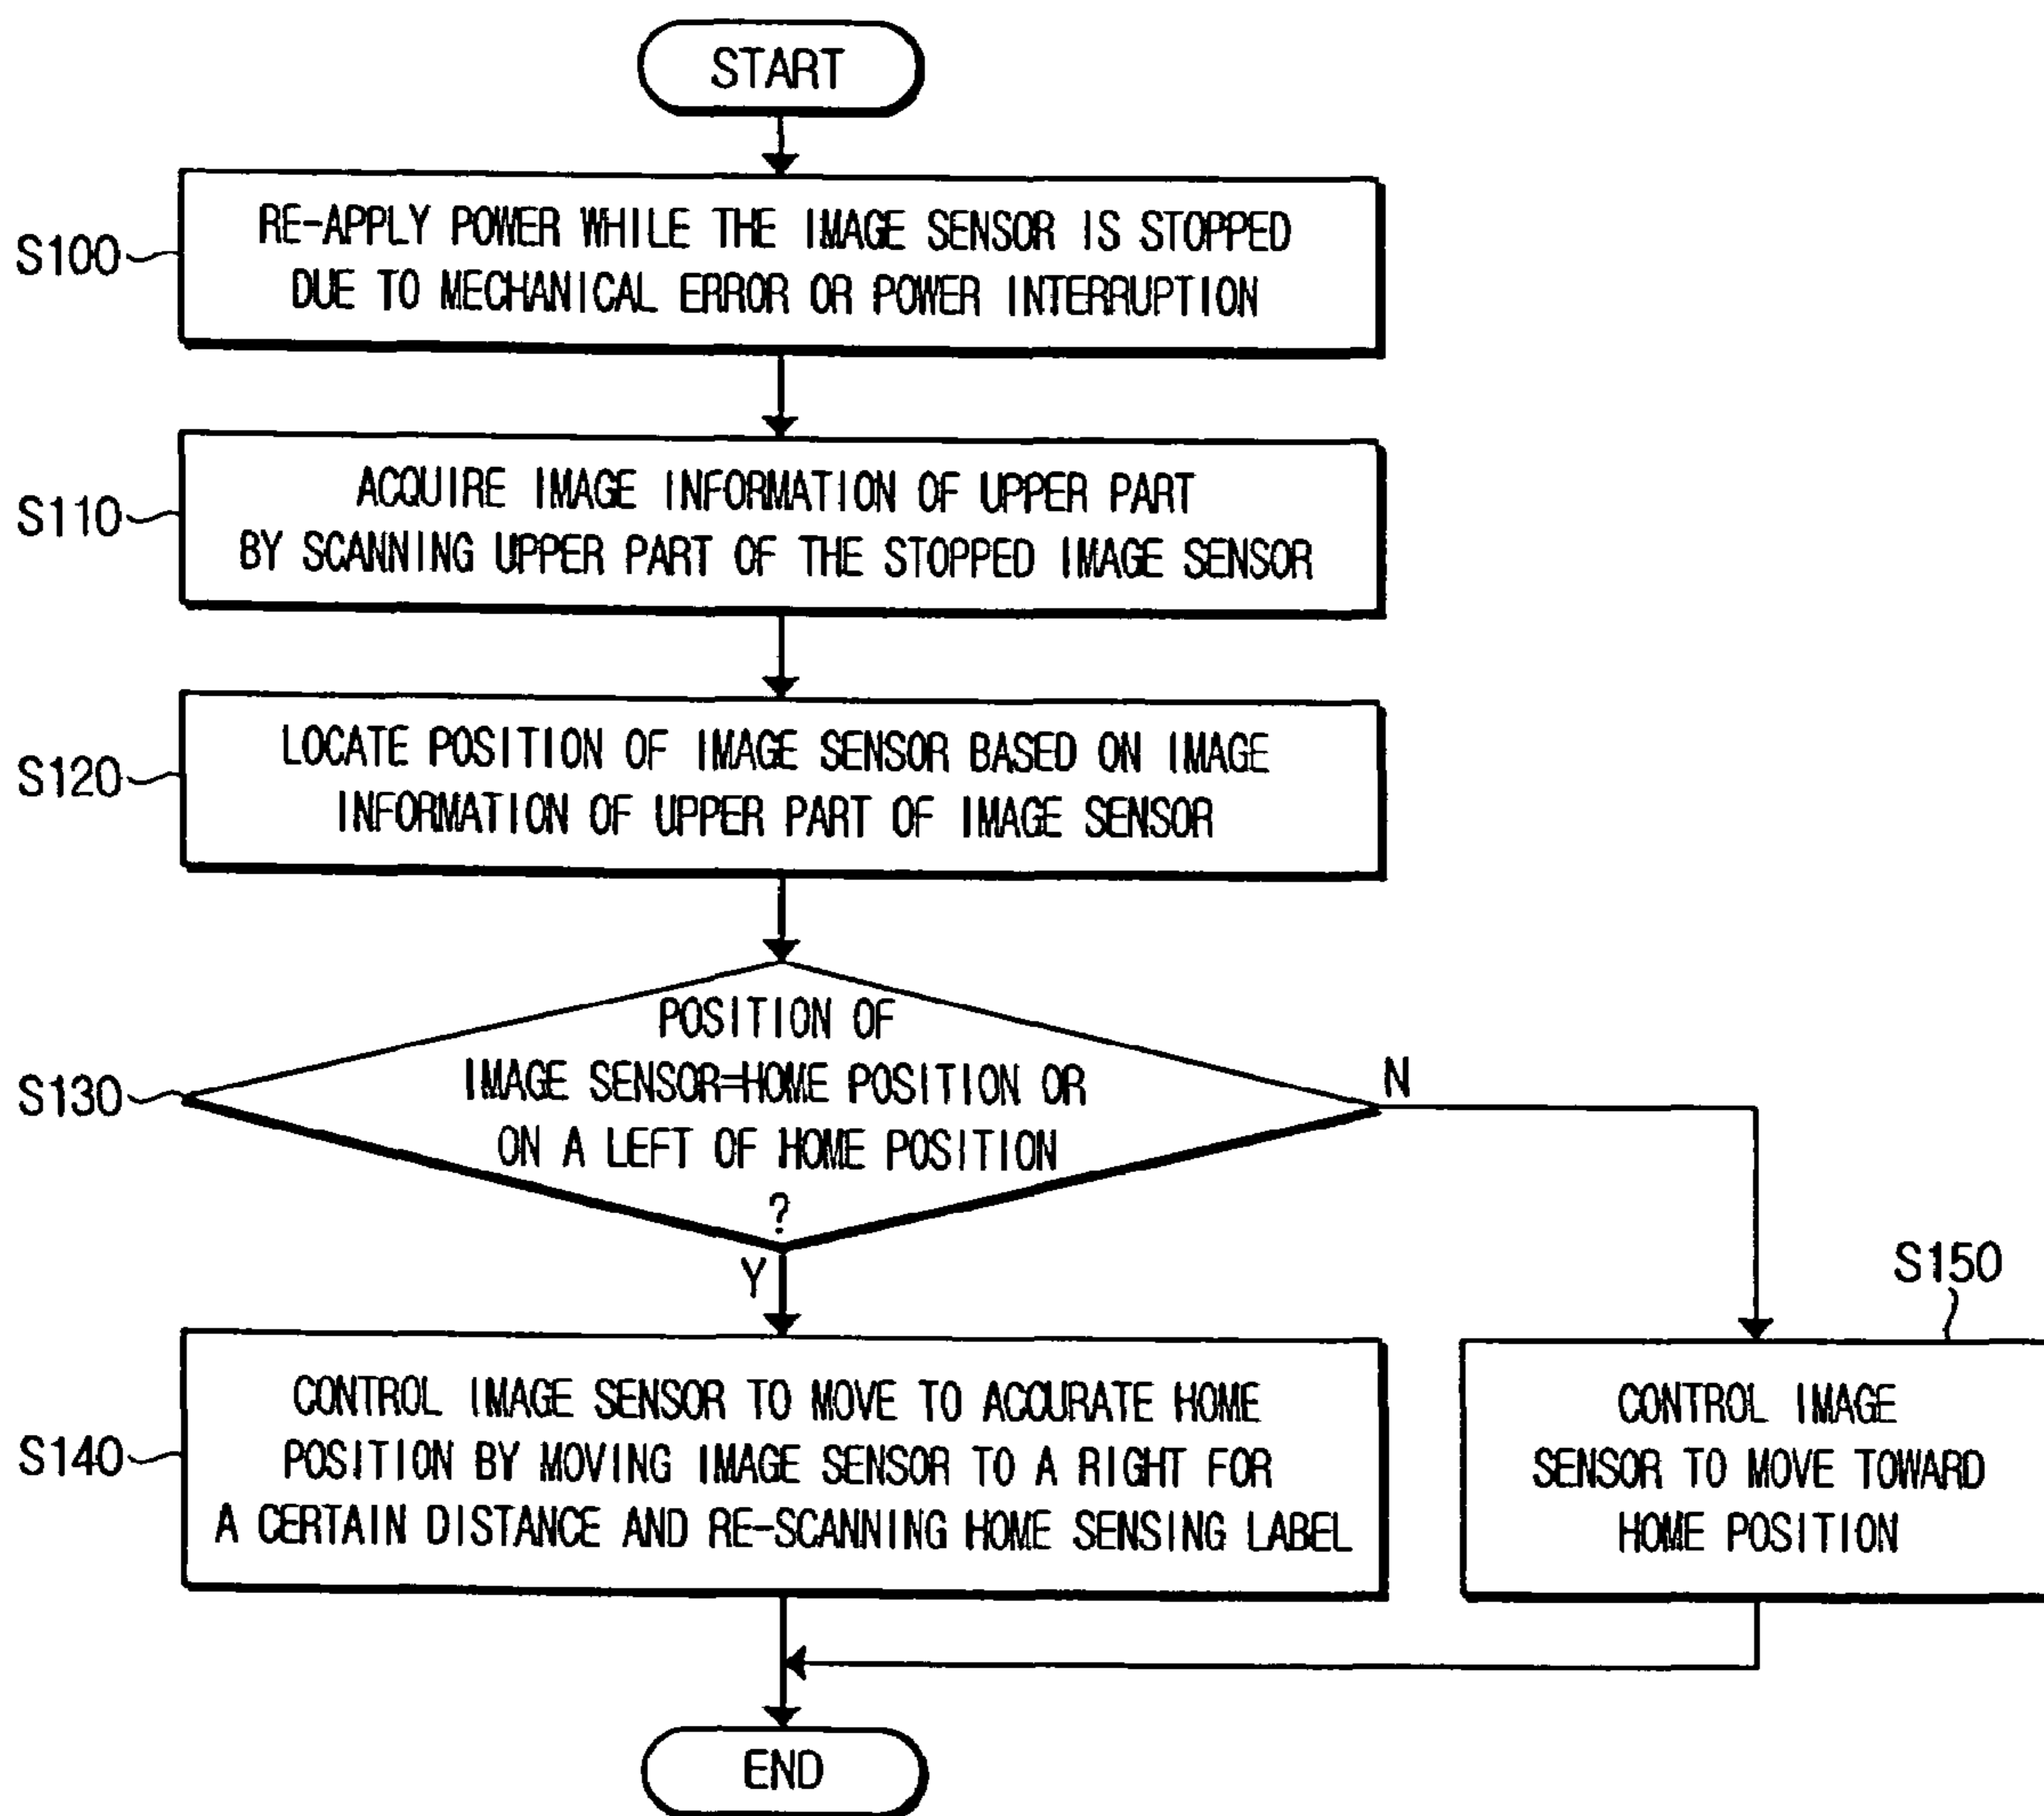 START
S100
RE-APPLY POWER WHILE THE IMAGE SENSOR IS STOPPED
DUE TO MECHANICAL ERROR OR POWER INTERRUPTION
S110
ACQUIRE IMAGE INFORMATION OF UPPER PART
BY SCANNING UPPER PART OF THE STOPPED IMAGE SENSOR
S120
LOCATE POSITION OF IMAGE SENSOR BASED ON IMAGE
INFORMATION OF UPPER PART OF IMAGE SENSOR
S130
POSITION OF
IMAGE SENSOR=HOME POSITION OR
ON A LEFT OF HOME POSITION
?
N
Y
S140
CONTROL IMAGE SENSOR TO MOVE TO ACCURATE HOME
POSITION BY MOVING IMAGE SENSOR TO A RIGHT FOR
A CERTAIN DISTANCE AND RE-SCANNING HOME SENSING LABEL
S150
CONTROL IMAGE
SENSOR TO MOVE TOWARD
HOME POSITION
END